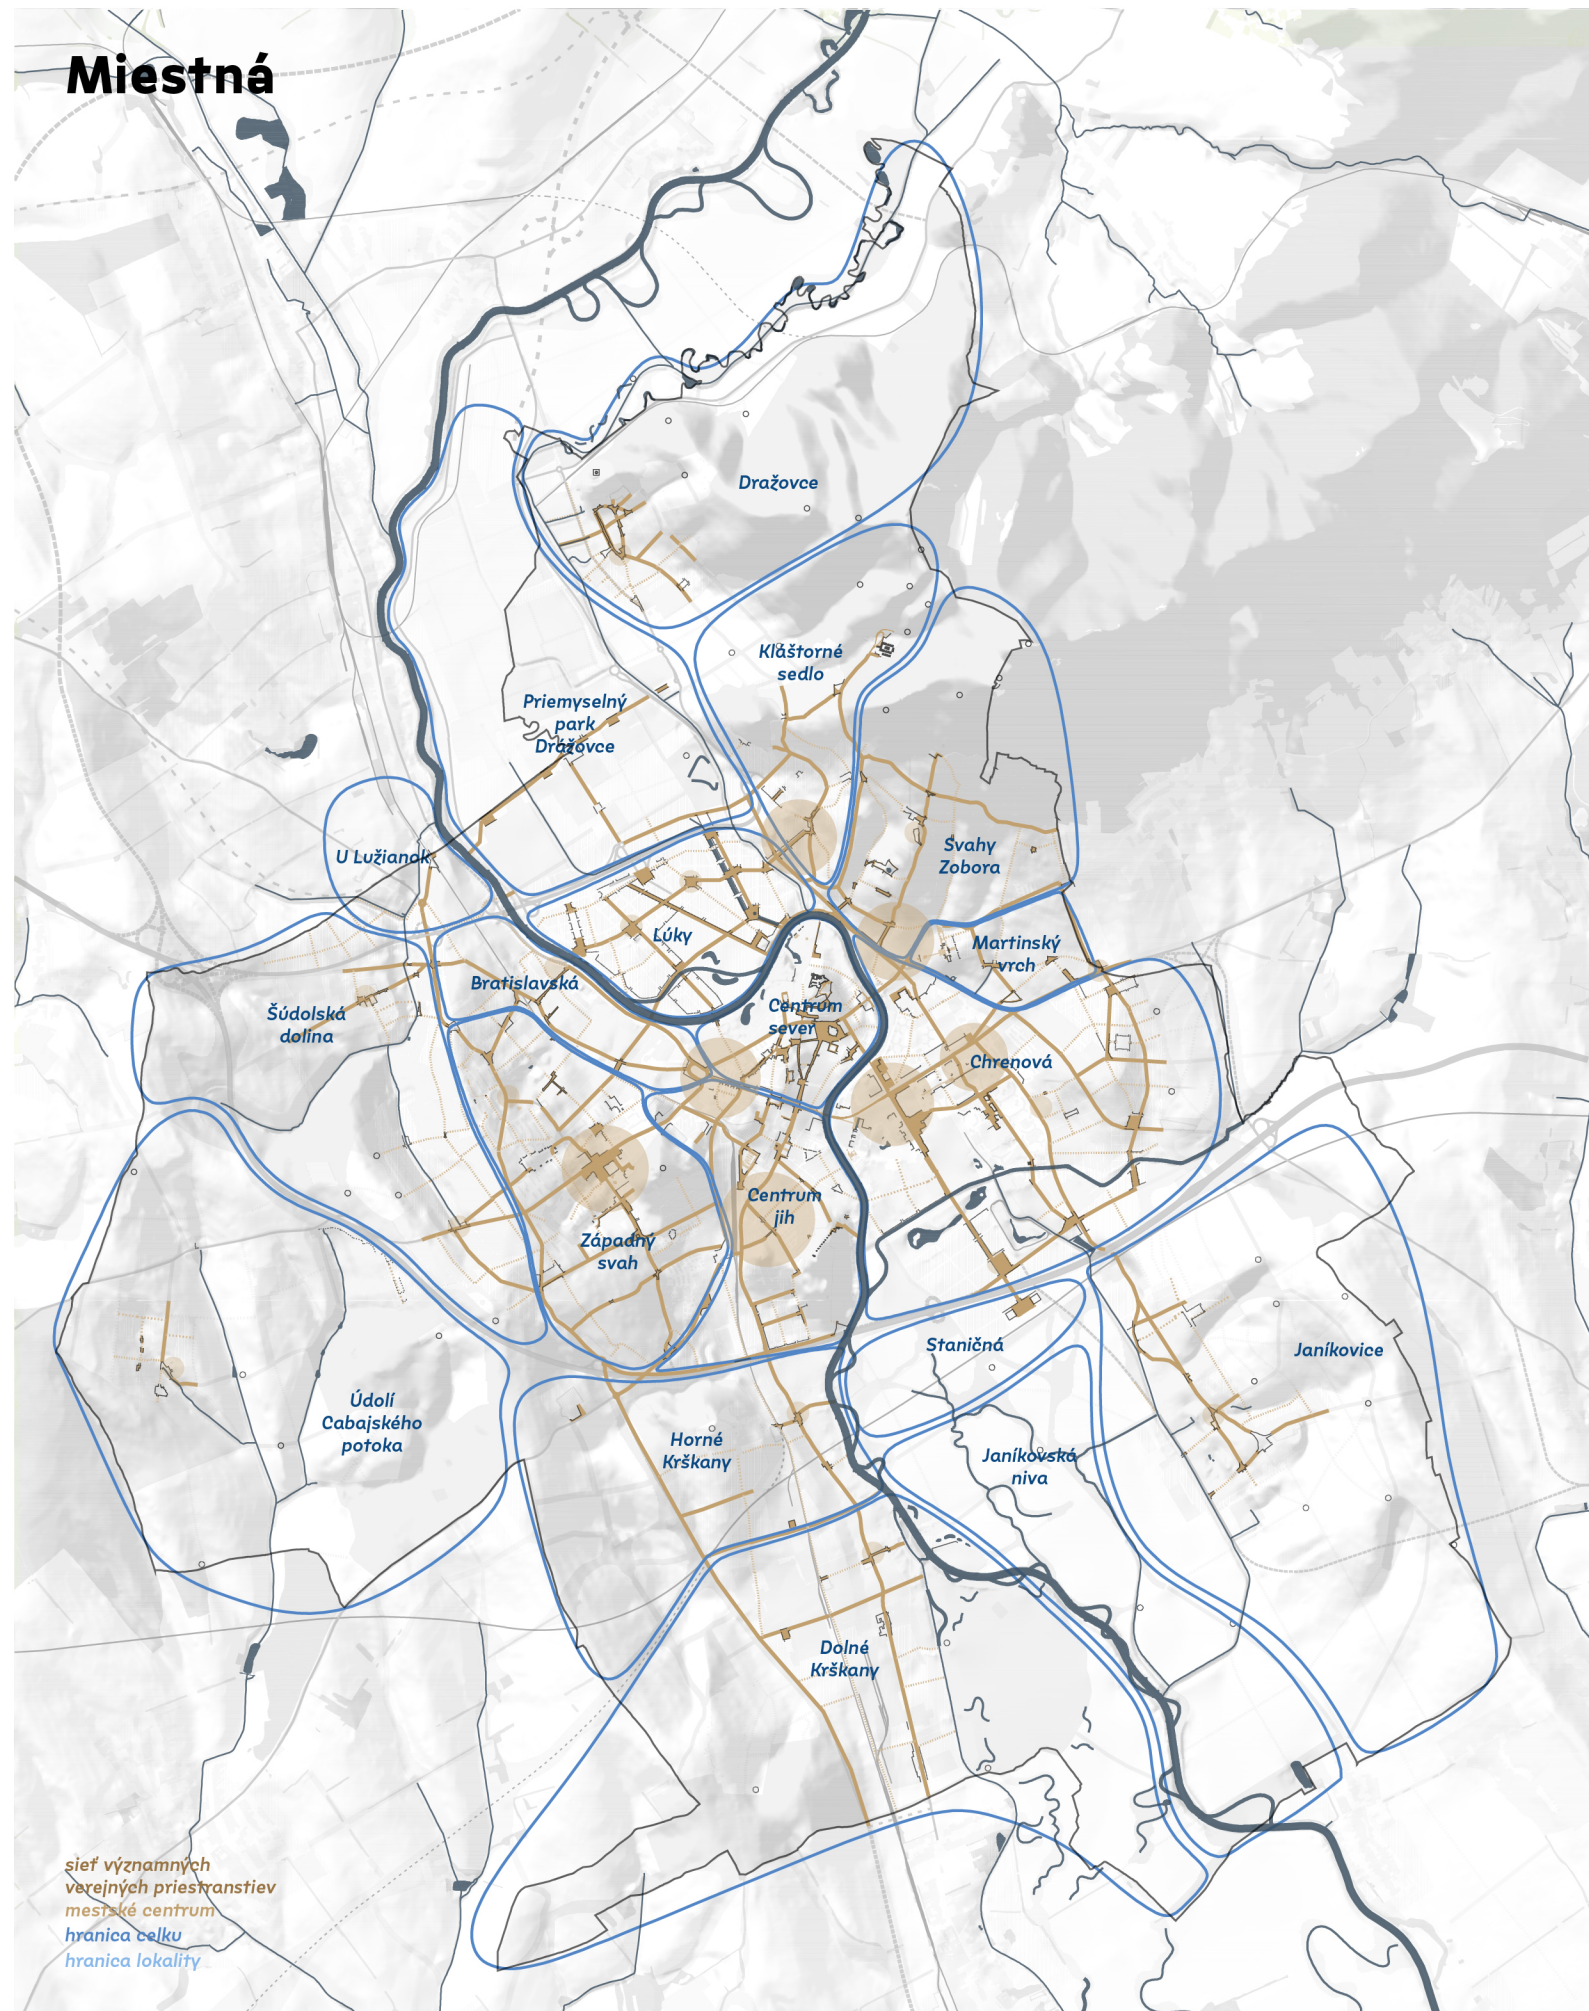 Miestná
Dražovce
Kláštorné
sedlo
Priemyselný
park
Drážovce
U Lužianok
Svahy
Zobora
Lúky
Martinský
vrch
Bratislavská
Šúdolská
dolina
Centrum
sever
Chrenová
Centrum
jih
Západný
svah
Staničná
Janíkovice
Údolí
Cabajského
potoka
Horné
Krškany
Janíkovská
niva
Dolné
Krškany
sieť významných
verejných priestranstiev
mestské centrum
hranica celku
hranica lokality